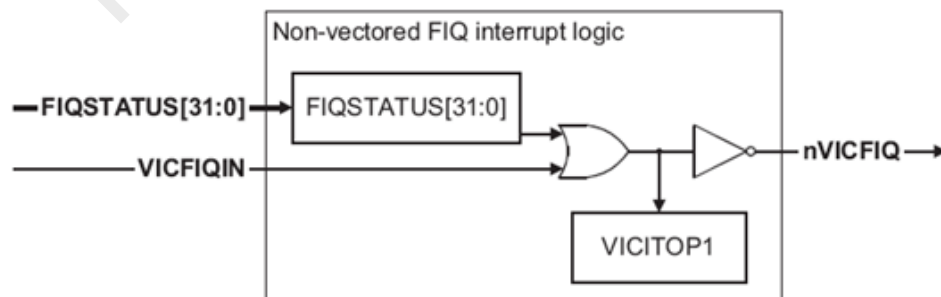 Non-vectored FIQ interrupt logic
FIQSTATUS[31:0]
FIQSTATUS[31:0]
VICFIQIN
nVICFIQ
VICITOP1